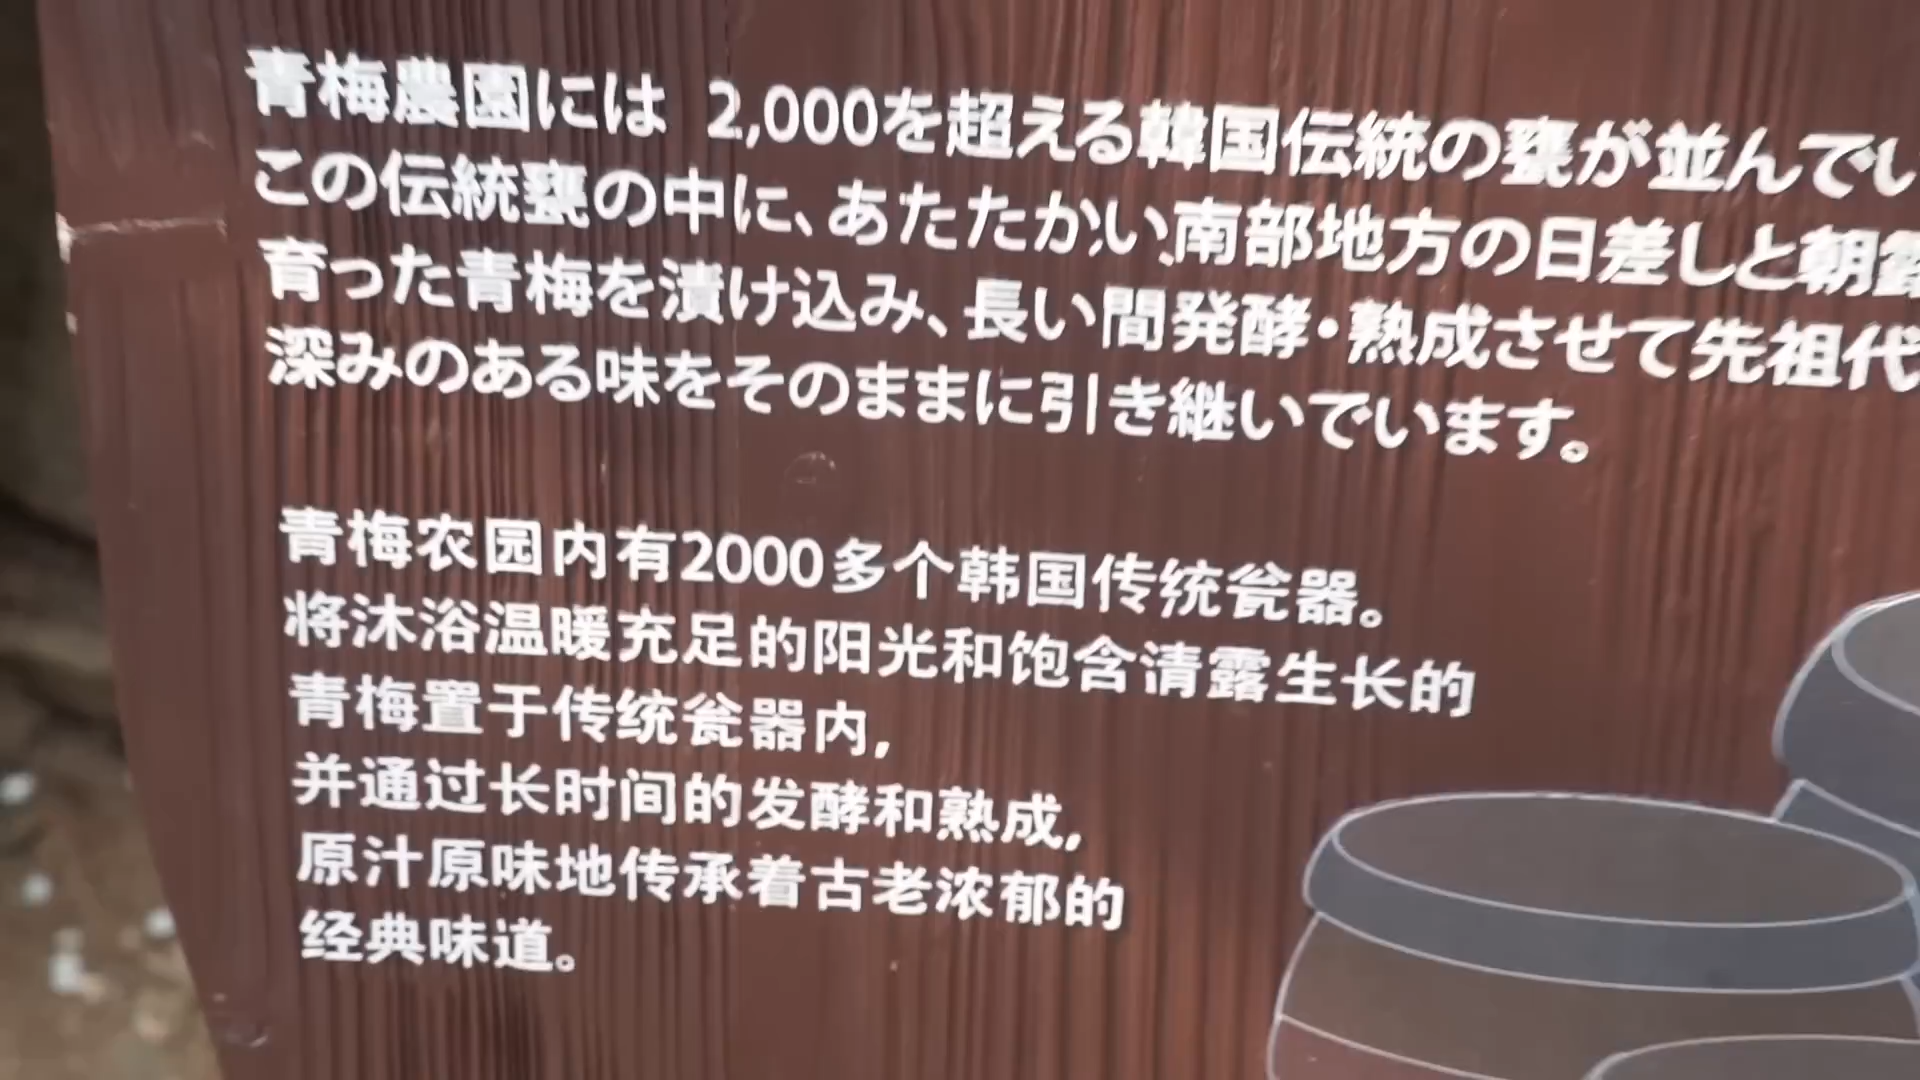 青梅農園には 2,000を超える韓国伝統の甕が並んでい
この伝統甕の中に、あたたかい、南部地方の日差しと朝露
育った青梅を漬け込み、長い間発酵・熟成させて先祖代
深みのある味をそのままに引き継いでいます。
青梅农园内有2000多个韩国传统瓮器。
将沐浴温暖充足的阳光和饱含清露生长的
青梅置于传统瓮器内,
并通过长时间的发酵和熟成,
原汁原味地传承着古老浓郁的
经典味道。